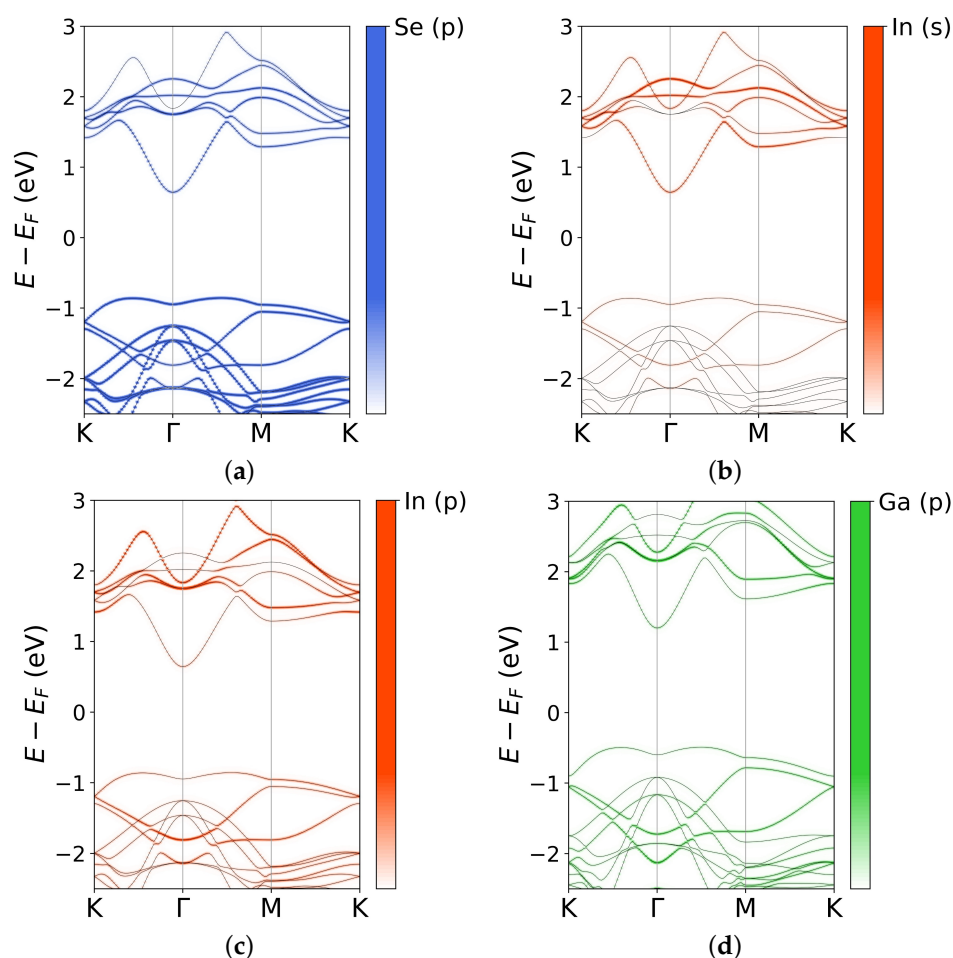 3
2
1
0
−1
−2
E − E_F (eV)
K Γ M K
Se (p)
(a)
3
2
1
0
−1
−2
E − E_F (eV)
K Γ M K
In (s)
(b)
3
2
1
0
−1
−2
E − E_F (eV)
K Γ M K
In (p)
(c)
3
2
1
0
−1
−2
E − E_F (eV)
K Γ M K
Ga (p)
(d)